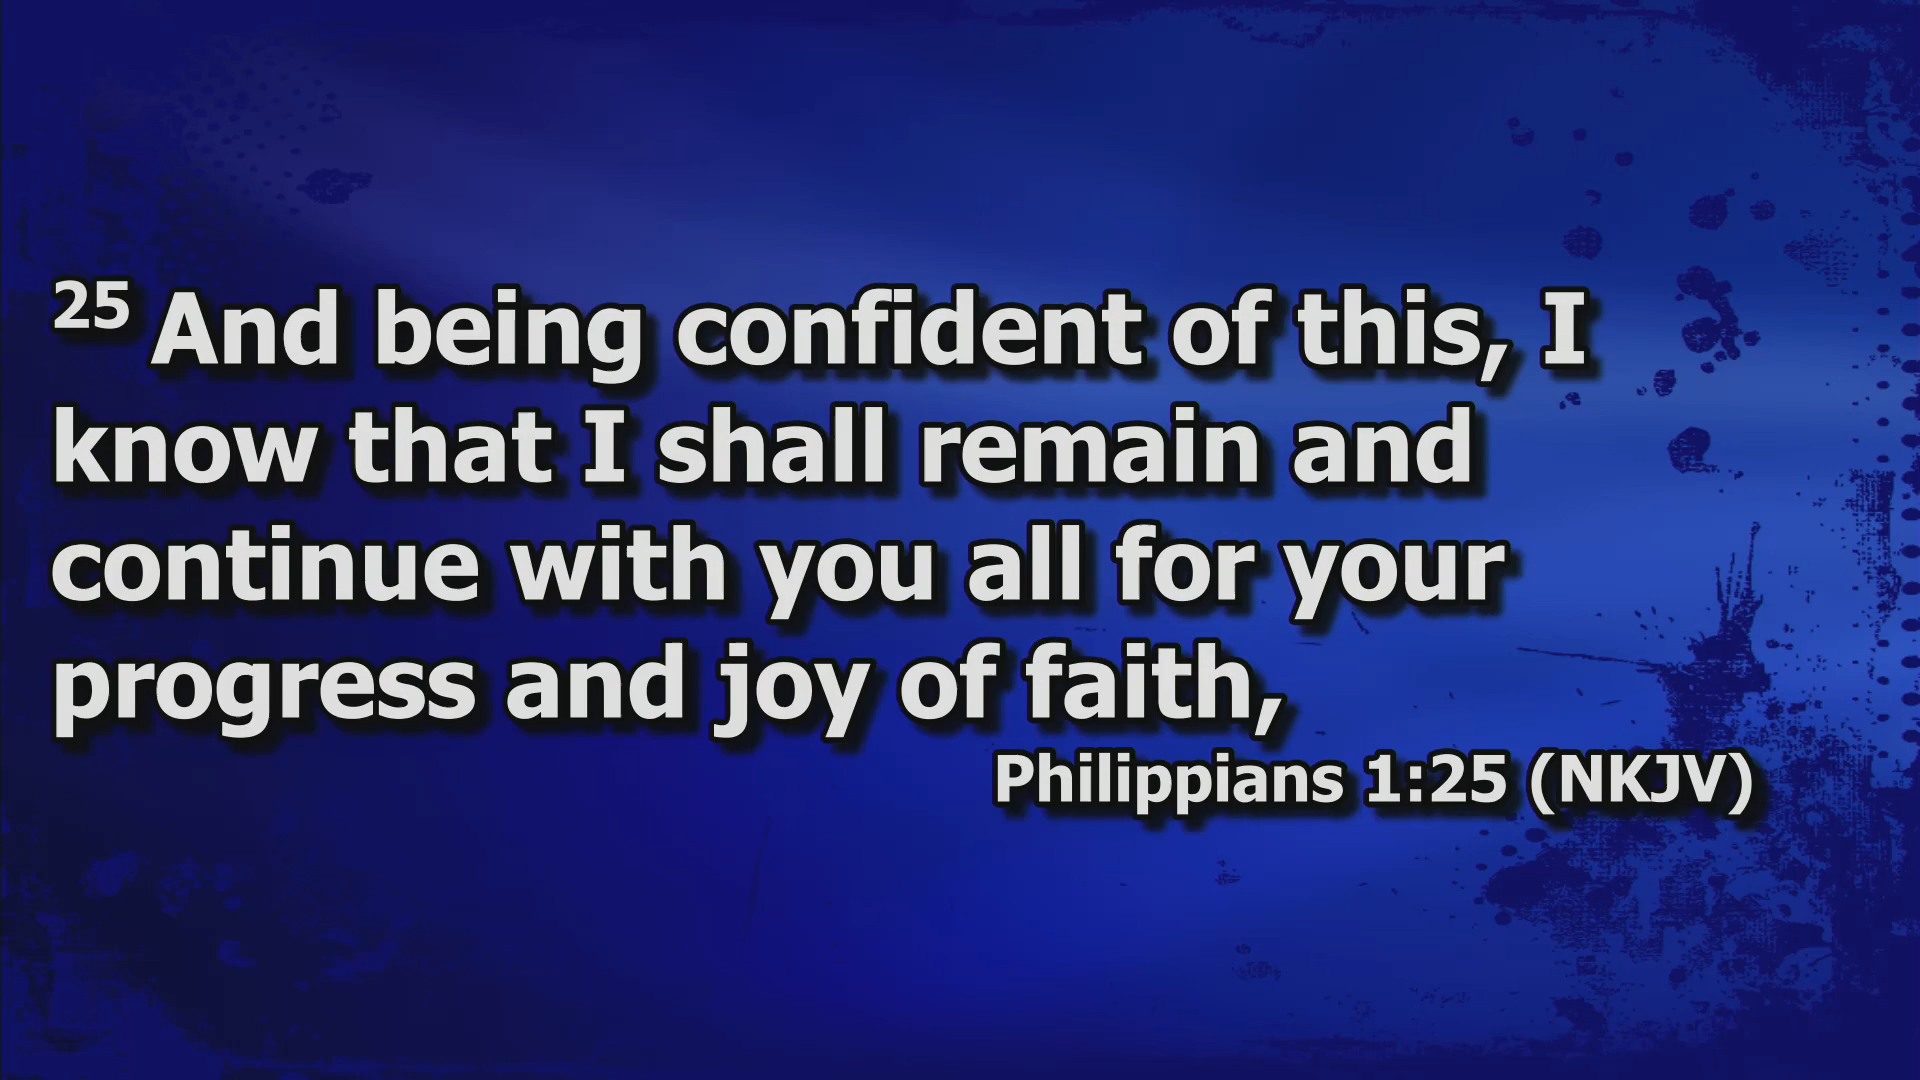 25 And being confident of this, I
know that I shall remain and
continue with you all for your
progress and joy of faith,
Philippians 1:25 (NKJV)